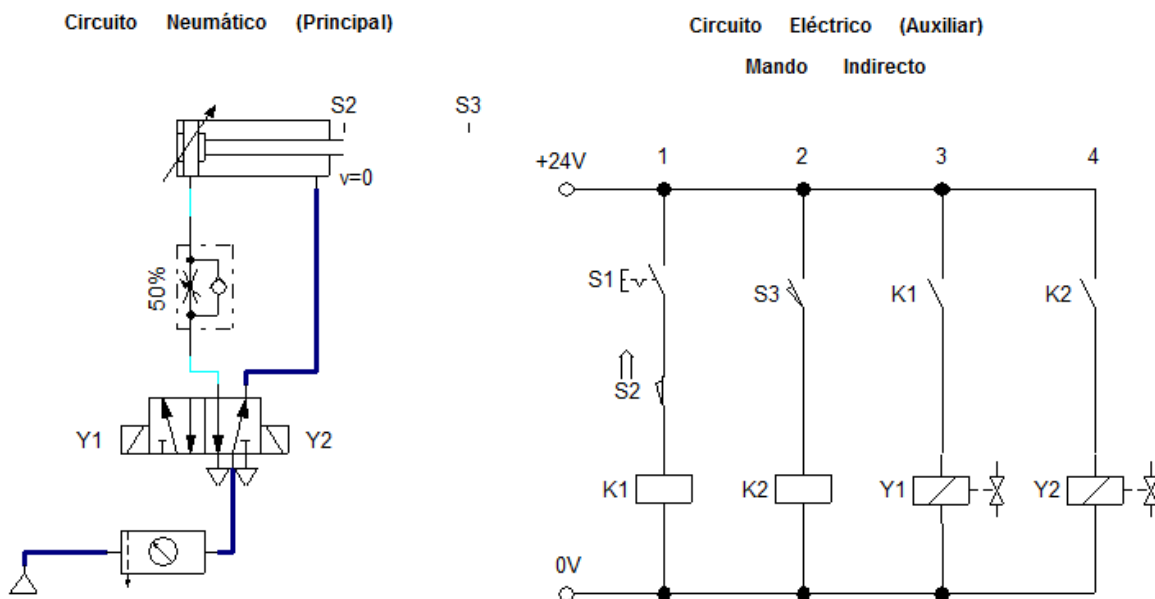 Circuito Neumático (Principal)
Circuito Eléctrico (Auxiliar)
Mando Indirecto
S2 S3
v=0
50%
Y1 Y2
1 2 3 4
+24V
S1 S3 K1 K2
S2
K1 K2 Y1 Y2
0V